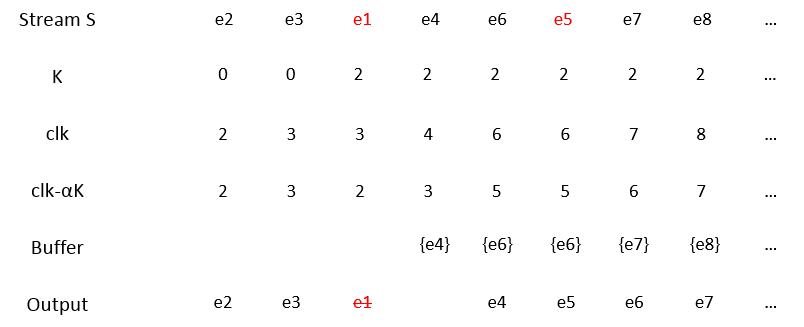 Stream S e2 e3 e1 e4 e6 e5 e7 e8 ...
K 0 0 2 2 2 2 2 2 ...
clk 2 3 3 4 6 6 7 8 ...
clk-αK 2 3 2 3 5 5 6 7 ...
Buffer {e4} {e6} {e6} {e7} {e8} ...
Output e2 e3 e1 e4 e5 e6 e7 ...